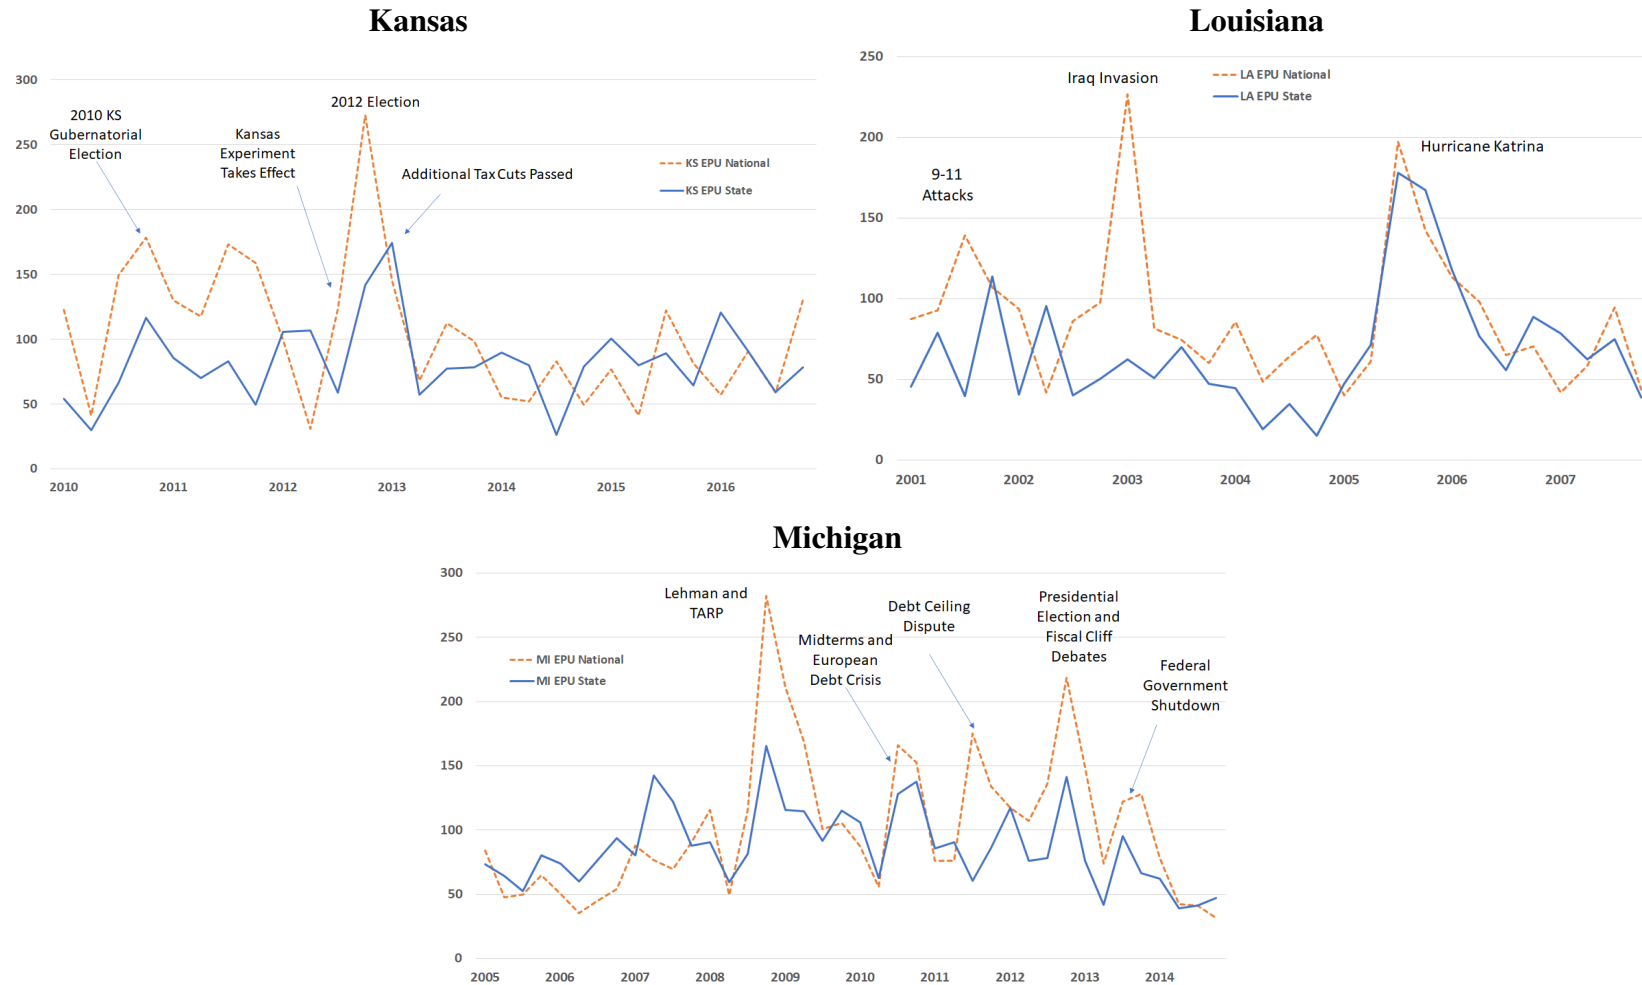 Kansas
300
250
200
150
100
50
0
2010
2011
2012
2013
2014
2015
2016
2010 KS
Gubernatorial
Election
Kansas
Experiment
Takes Effect
2012 Election
Additional Tax Cuts Passed
KS EPU National
KS EPU State
Louisiana
250
200
150
100
50
0
2001
2002
2003
2004
2005
2006
2007
9-11
Attacks
Iraq Invasion
LA EPU National
LA EPU State
Hurricane Katrina
Michigan
300
250
200
150
100
50
0
2005
2006
2007
2008
2009
2010
2011
2012
2013
2014
MI EPU National
MI EPU State
Lehman and
TARP
Midterms and
European
Debt Crisis
Debt Ceiling
Dispute
Presidential
Election and
Fiscal Cliff
Debates
Federal
Government
Shutdown